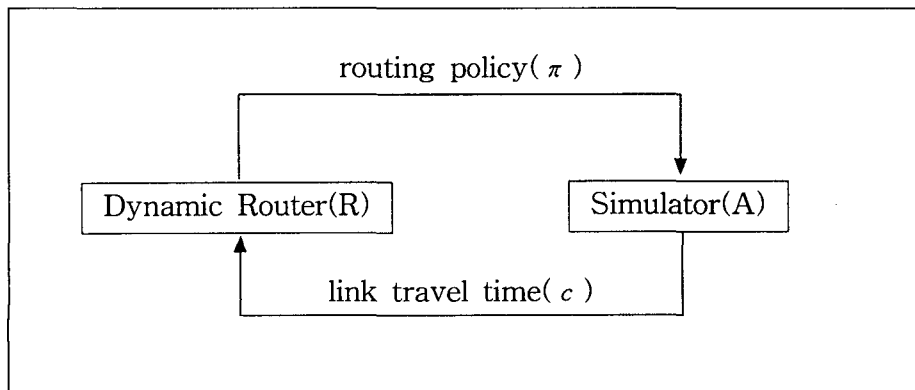 routing policy( π )
Dynamic Router(R)
Simulator(A)
link travel time( c )